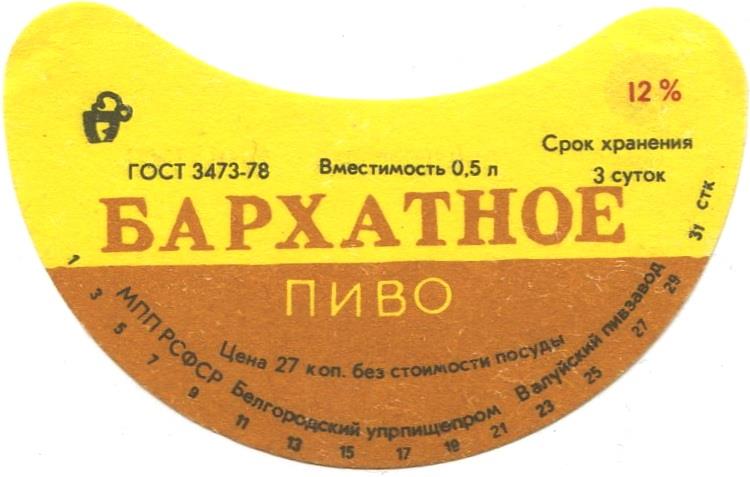 12 %
Срок хранения
3 суток
ГОСТ 3473-78
Вместимость 0,5 л
БАРХАТНОЕ
ПИВО
Цена 27 коп. без стоимости посуды
МПП РСФСР Белгородский упрпищепром Валуйский пивзавод
1 3 5 7 9 11 13 15 17 19 21 23 25 27 29 31 СТК